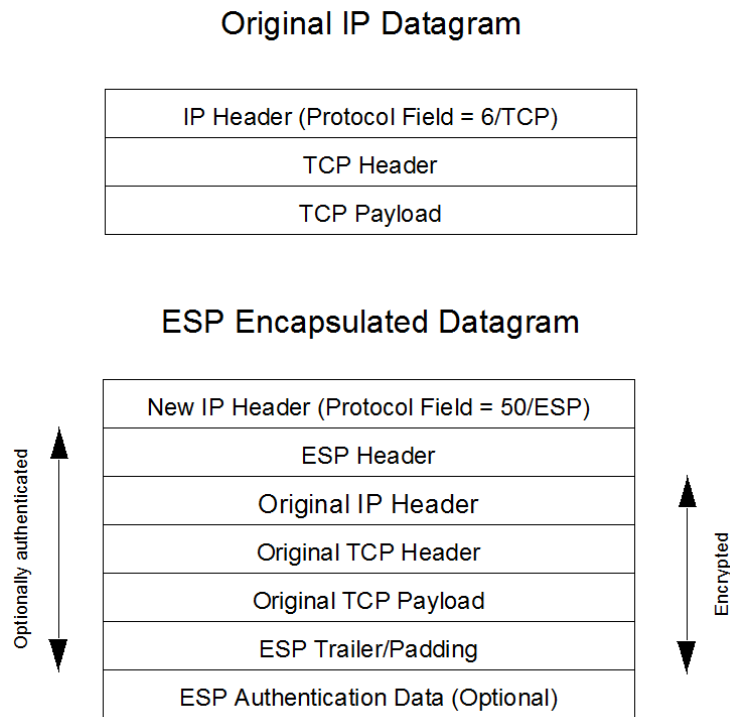 Original IP Datagram
IP Header (Protocol Field = 6/TCP)
TCP Header
TCP Payload
ESP Encapsulated Datagram
New IP Header (Protocol Field = 50/ESP)
ESP Header
Original IP Header
Original TCP Header
Original TCP Payload
ESP Trailer/Padding
ESP Authentication Data (Optional)
Optionally authenticated
Encrypted